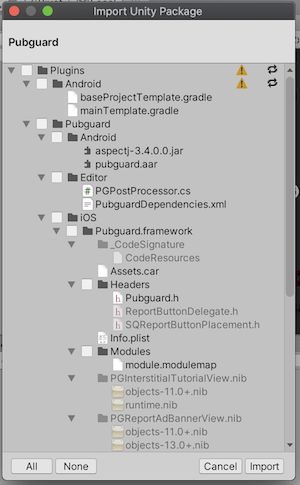 Import Unity Package
Pubguard
Plugins
Android
baseProjectTemplate.gradle
mainTemplate.gradle
Pubguard
Android
aspectj-3.4.0.0.jar
pubguard.aar
Editor
PGPostProcessor.cs
PubguardDependencies.xml
iOS
Pubguard.framework
_CodeSignature
CodeResources
Assets.car
Headers
Pubguard.h
ReportButtonDelegate.h
SQReportButtonPlacement.h
Info.plist
Modules
module.modulemap
PGInterstitialTutorialView.nib
objects-11.0+.nib
runtime.nib
PGReportAdBannerView.nib
objects-11.0+.nib
objects-13.0+.nib
All None Cancel Import